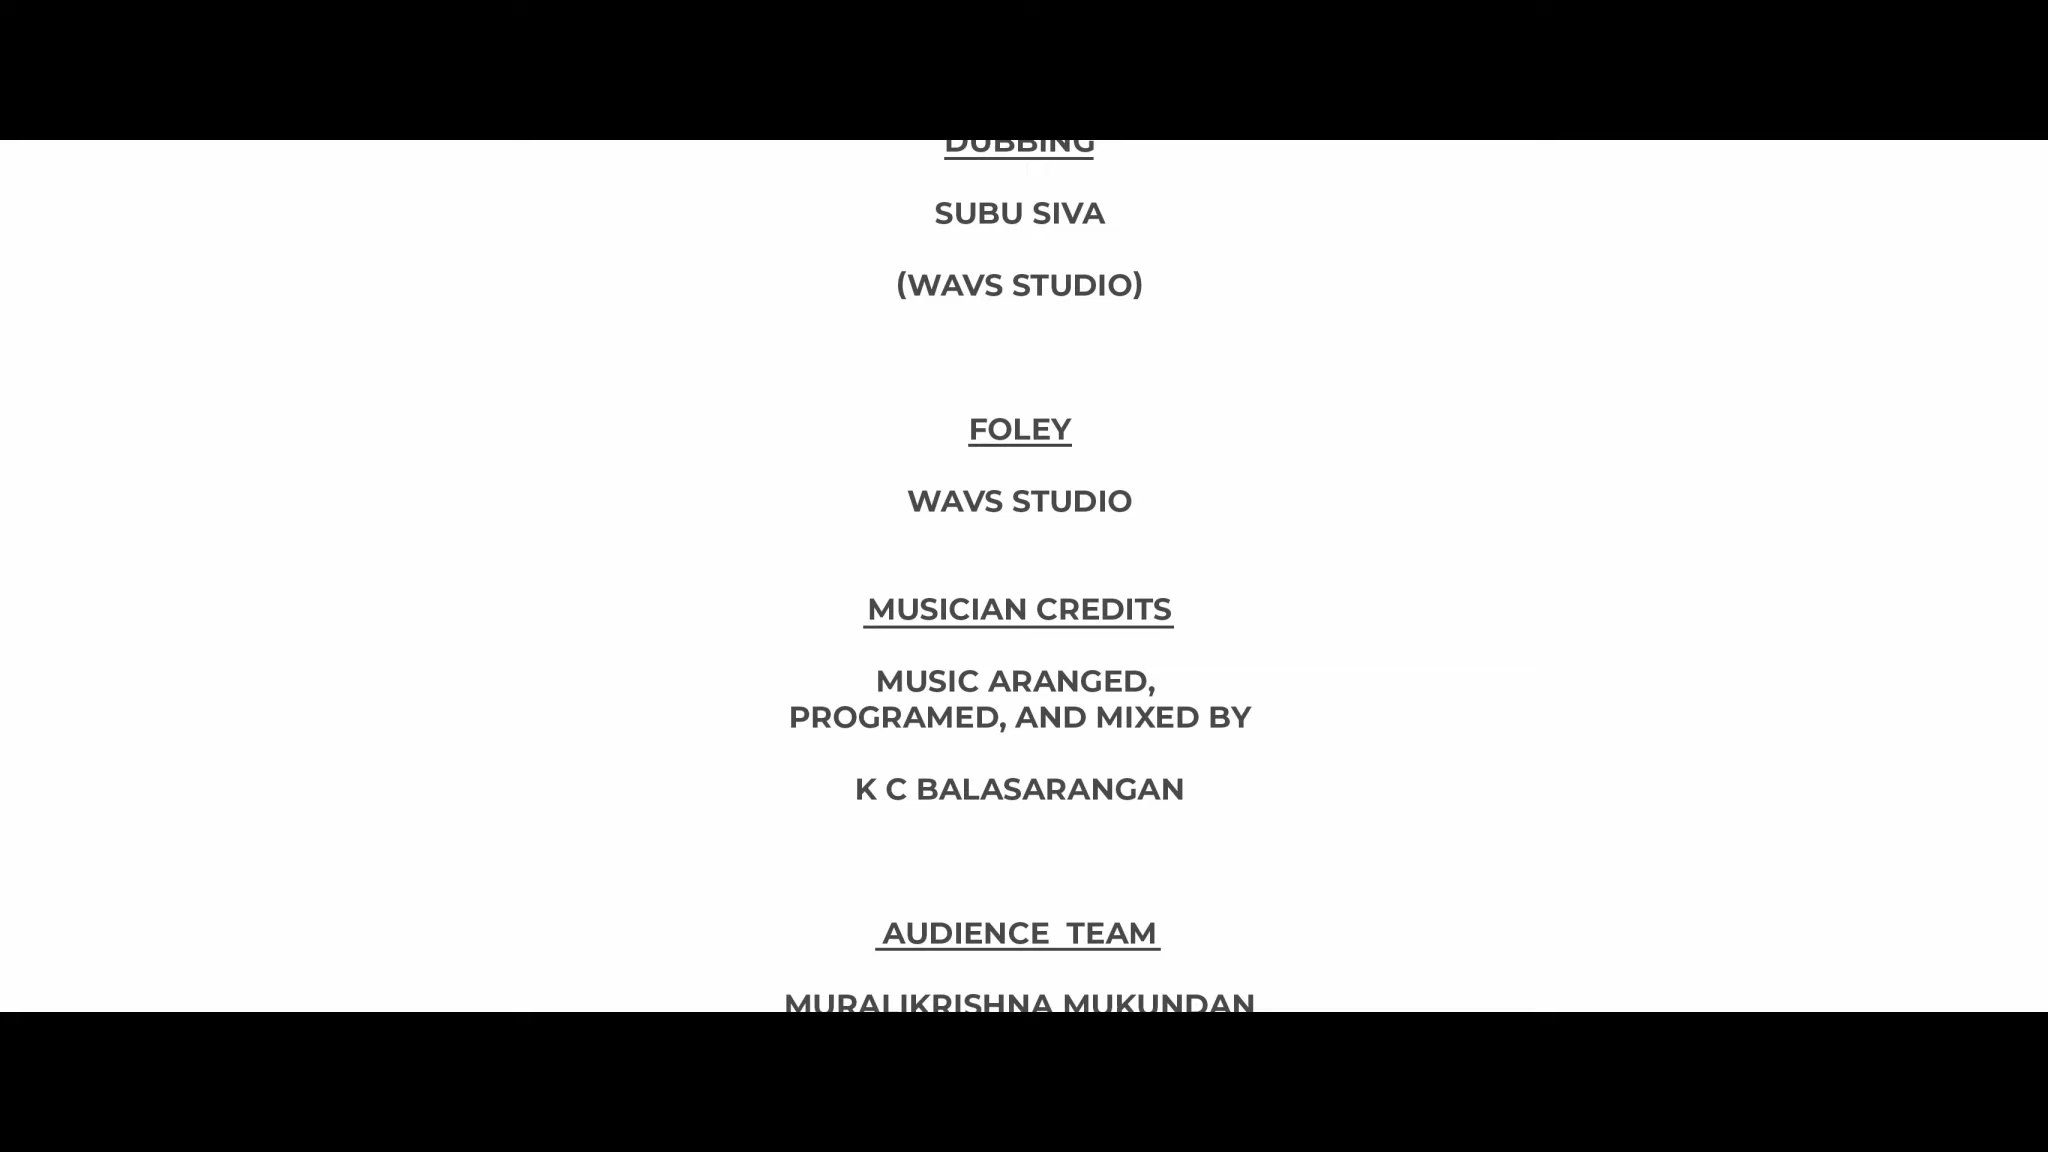 DUBBING
SUBU SIVA
(WAVS STUDIO)
FOLEY
WAVS STUDIO
MUSICIAN CREDITS
MUSIC ARANGED,
PROGRAMED, AND MIXED BY
K C BALASARANGAN
AUDIENCE TEAM
MURALIKRISHNA MUKUNDAN